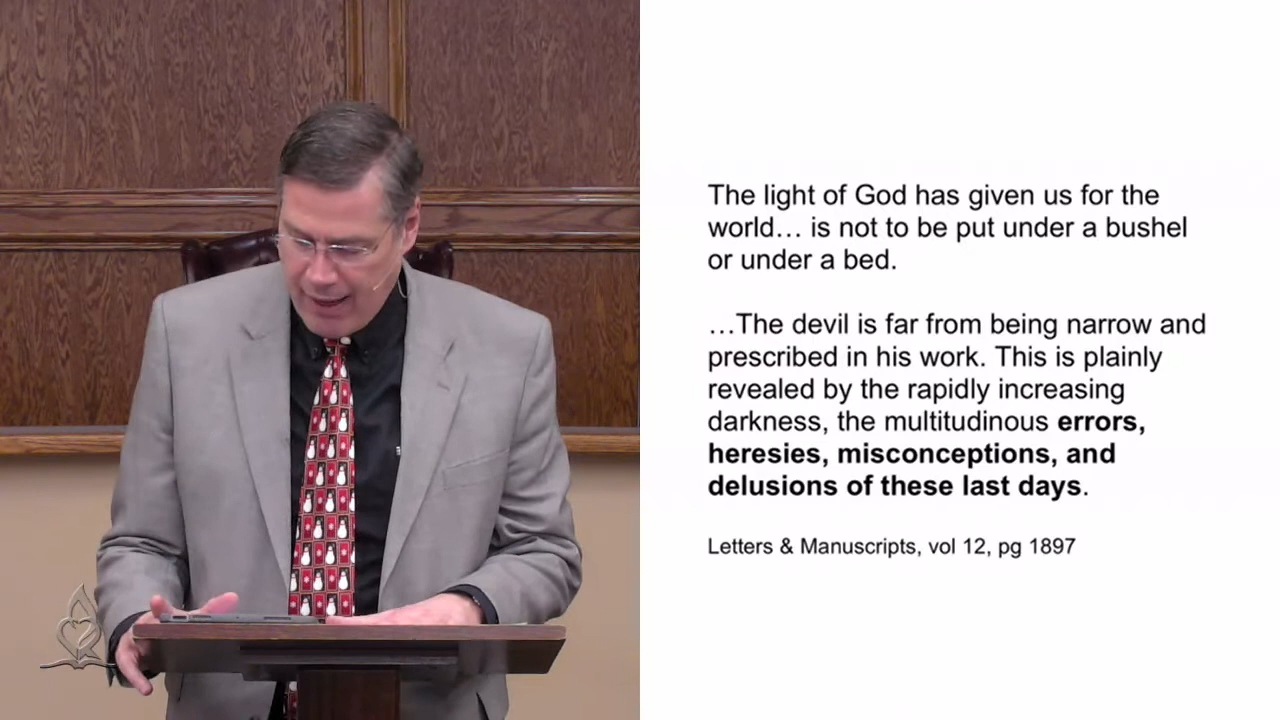 The light of God has given us for the
world… is not to be put under a bushel
or under a bed.
…The devil is far from being narrow and
prescribed in his work. This is plainly
revealed by the rapidly increasing
darkness, the multitudinous errors,
heresies, misconceptions, and
delusions of these last days.
Letters & Manuscripts, vol 12, pg 1897